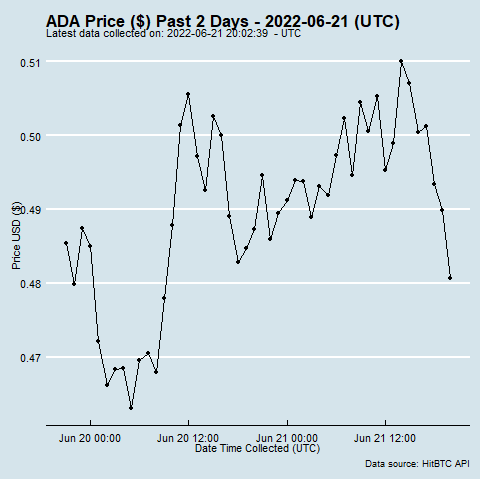 ADA Price ($) Past 2 Days - 2022-06-21 (UTC)
Latest data collected on: 2022-06-21 20:02:39 - UTC
0.51
0.50
0.49
0.48
0.47
Price USD ($)
Jun 20 00:00
Jun 20 12:00
Jun 21 00:00
Jun 21 12:00
Date Time Collected (UTC)
Data source: HitBTC API